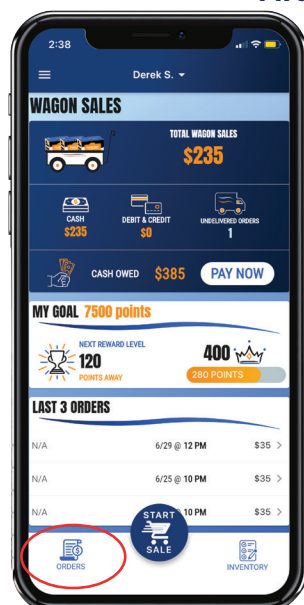 2:38
Derek S.
WAGON SALES
TOTAL WAGON SALES
$235
CASH
$235
DEBIT & CREDIT
$0
UNDELIVERED ORDERS
1
CASH OWED $385 PAY NOW
MY GOAL 7500 points
NEXT REWARD LEVEL
120
POINTS AWAY
400
280 POINTS
LAST 3 ORDERS
N/A 6/29 @ 12 PM $35 >
N/A 6/25 @ 10 PM $35 >
N/A 10 PM $35 >
START
SALE
ORDERS
INVENTORY